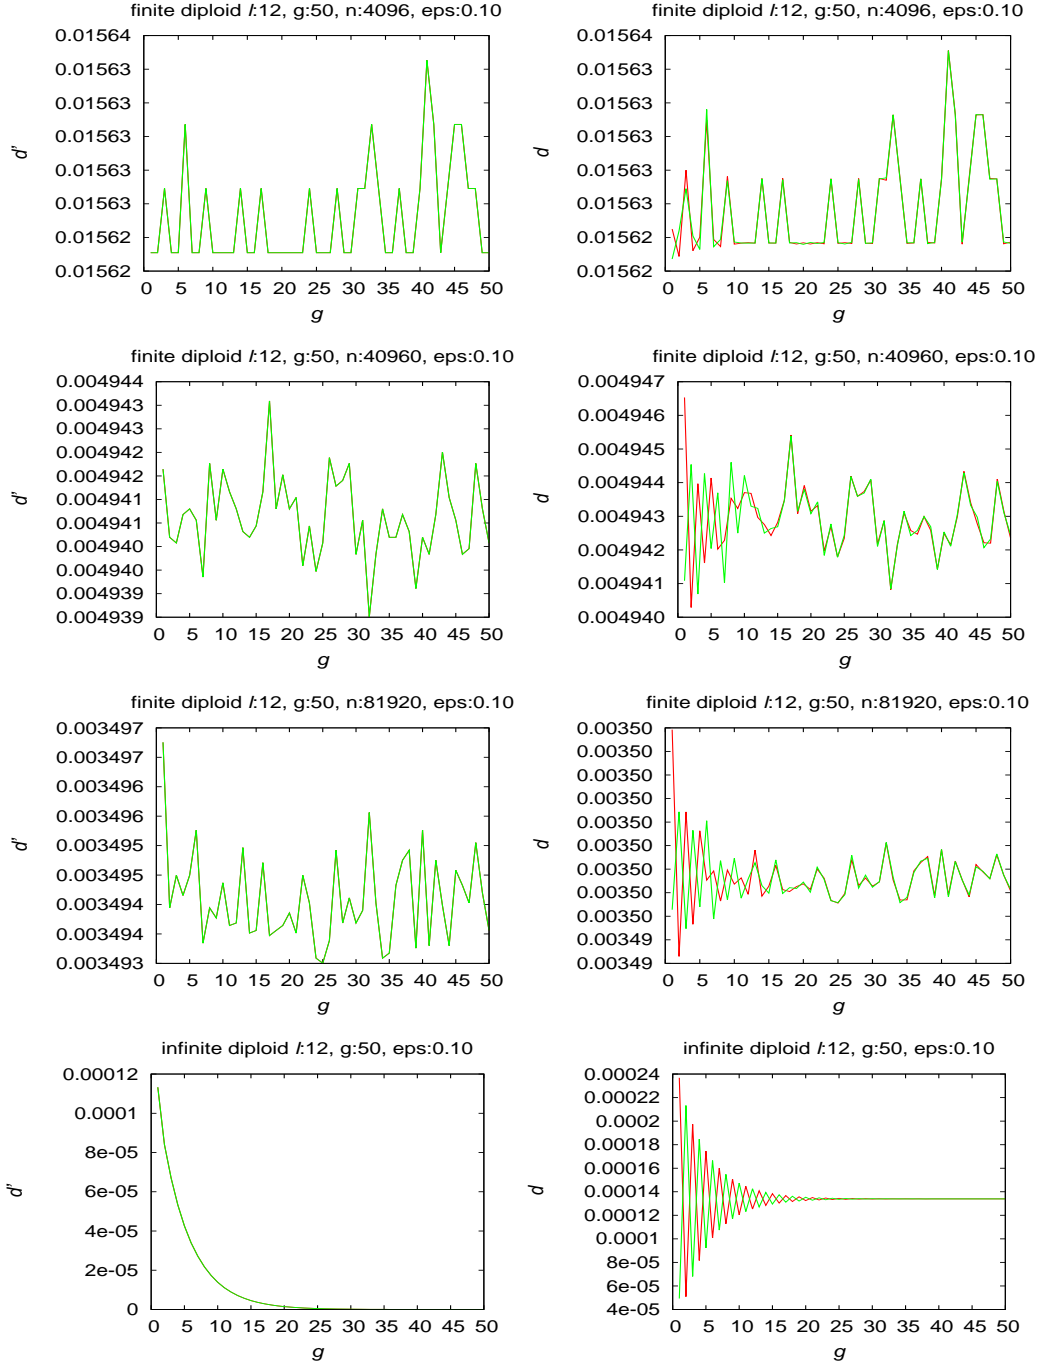 finite diploid l:12, g:50, n:4096, eps:0.10
0.01564
0.01563
0.01563
0.01563
0.01563
0.01563
0.01562
0.01562
d'
0 5 10 15 20 25 30 35 40 45 50
g
finite diploid l:12, g:50, n:4096, eps:0.10
0.01564
0.01563
0.01563
0.01563
0.01563
0.01563
0.01562
0.01562
d
0 5 10 15 20 25 30 35 40 45 50
g
finite diploid l:12, g:50, n:40960, eps:0.10
0.004944
0.004943
0.004943
0.004942
0.004942
0.004941
0.004941
0.004940
0.004940
0.004939
0.004939
d'
0 5 10 15 20 25 30 35 40 45 50
g
finite diploid l:12, g:50, n:40960, eps:0.10
0.004947
0.004946
0.004945
0.004944
0.004943
0.004942
0.004941
0.004940
d
0 5 10 15 20 25 30 35 40 45 50
g
finite diploid l:12, g:50, n:81920, eps:0.10
0.003497
0.003497
0.003496
0.003496
0.003495
0.003495
0.003494
0.003494
0.003493
d'
0 5 10 15 20 25 30 35 40 45 50
g
finite diploid l:12, g:50, n:81920, eps:0.10
0.00350
0.00350
0.00350
0.00350
0.00350
0.00350
0.00350
0.00350
0.00350
0.00349
0.00349
d
0 5 10 15 20 25 30 35 40 45 50
g
infinite diploid l:12, g:50, eps:0.10
0.00012
0.0001
8e-05
6e-05
4e-05
2e-05
0
d'
0 5 10 15 20 25 30 35 40 45 50
g
infinite diploid l:12, g:50, eps:0.10
0.00024
0.00022
0.0002
0.00018
0.00016
0.00014
0.00012
0.0001
8e-05
6e-05
4e-05
d
0 5 10 15 20 25 30 35 40 45 50
g